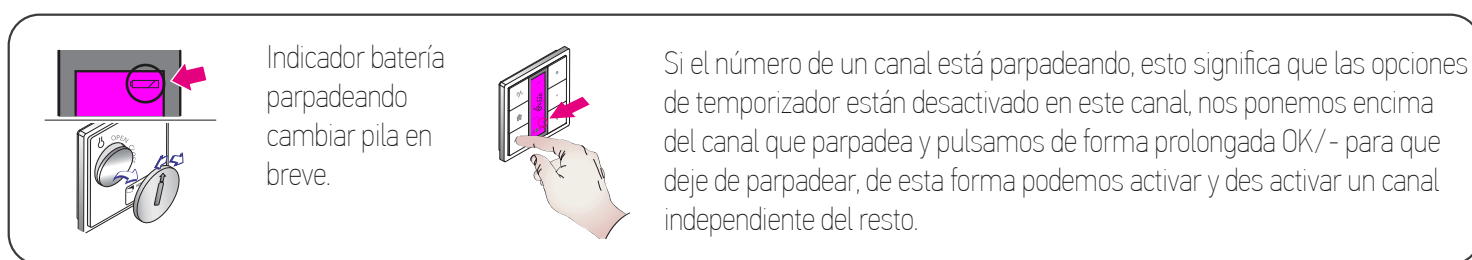 Indicador batería
parpadeando
cambiar pila en
breve.
Si el número de un canal está parpadeando, esto significa que las opciones
de temporizador están desactivado en este canal, nos ponemos encima
del canal que parpadea y pulsamos de forma prolongada OK/- para que
deje de parpadear, de esta forma podemos activar y des activar un canal
independiente del resto.
OPEN